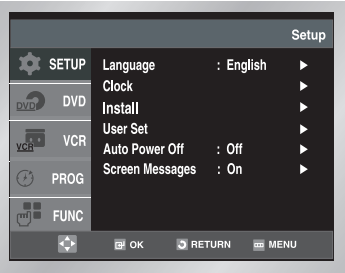 Setup
SETUP
DVD DVD
VCR VCR
PROG
FUNC
Language : English ►
Clock ►
Install ►
User Set ►
Auto Power Off : Off ►
Screen Messages : On ►
OK RETURN MENU